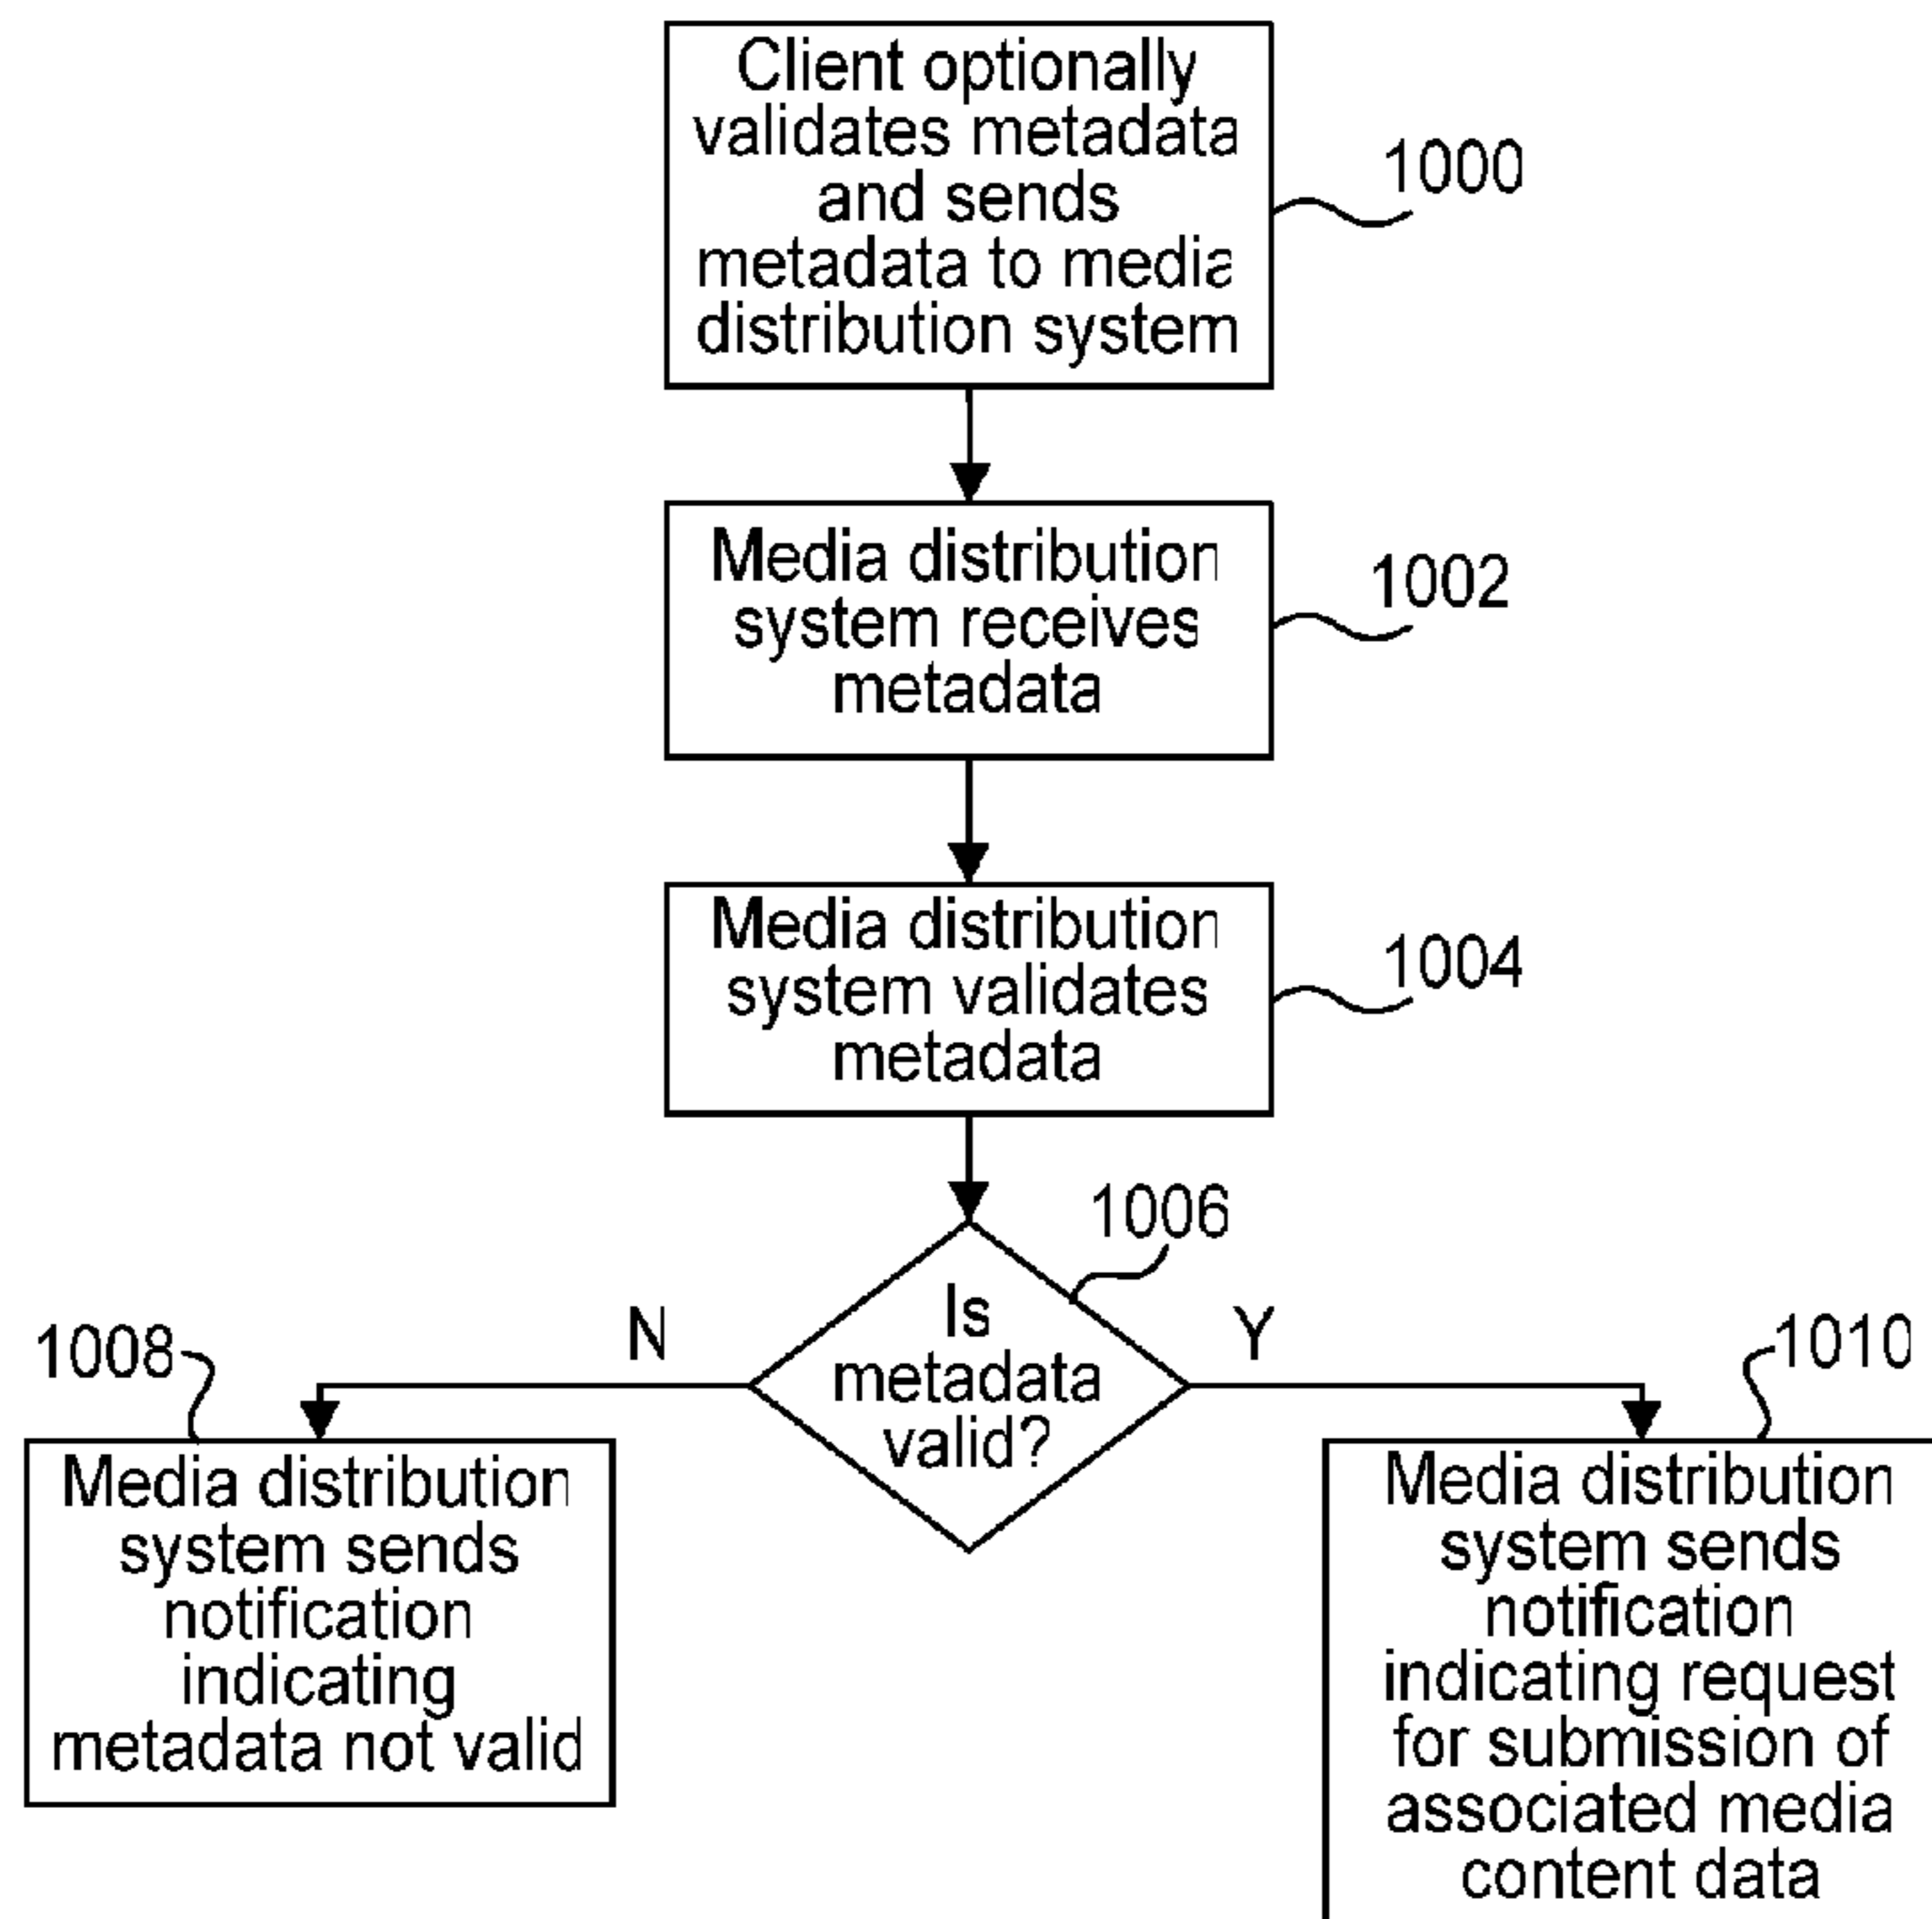 Client optionally
validates metadata
and sends
metadata to media
distribution system
1000
Media distribution
system receives
metadata
1002
Media distribution
system validates
metadata
1004
1006
Is
metadata
valid?
N
Y
1008
Media distribution
system sends
notification
indicating
metadata not valid
1010
Media distribution
system sends
notification
indicating request
for submission of
associated media
content data